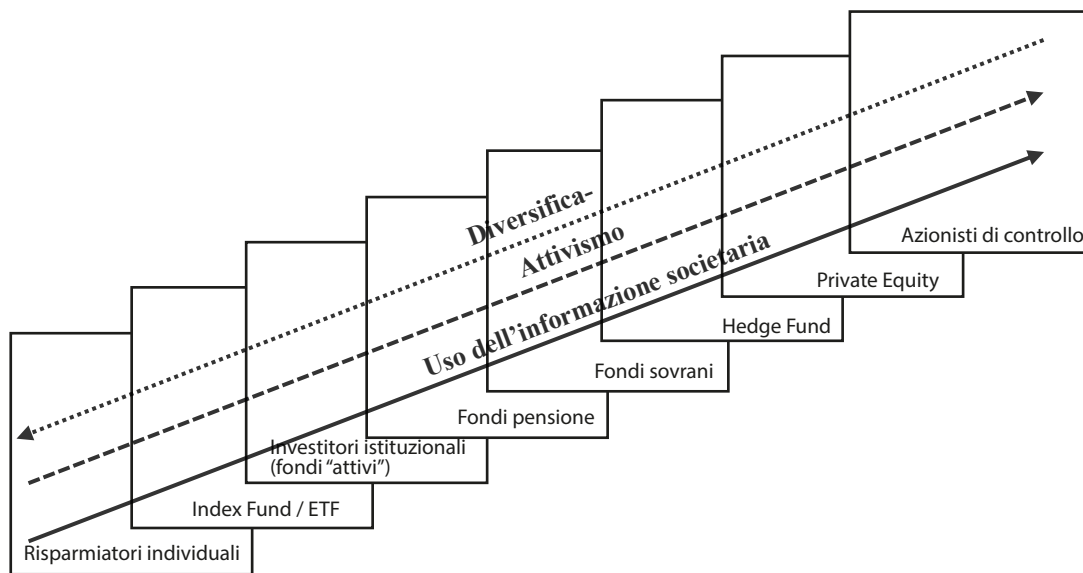 Diversifica-
Attivismo
Uso dell’informazione societaria
Azionisti di controllo
Private Equity
Hedge Fund
Fondi sovrani
Fondi pensione
Investitori istituzionali
(fondi “attivi”)
Index Fund / ETF
Risparmiatori individuali